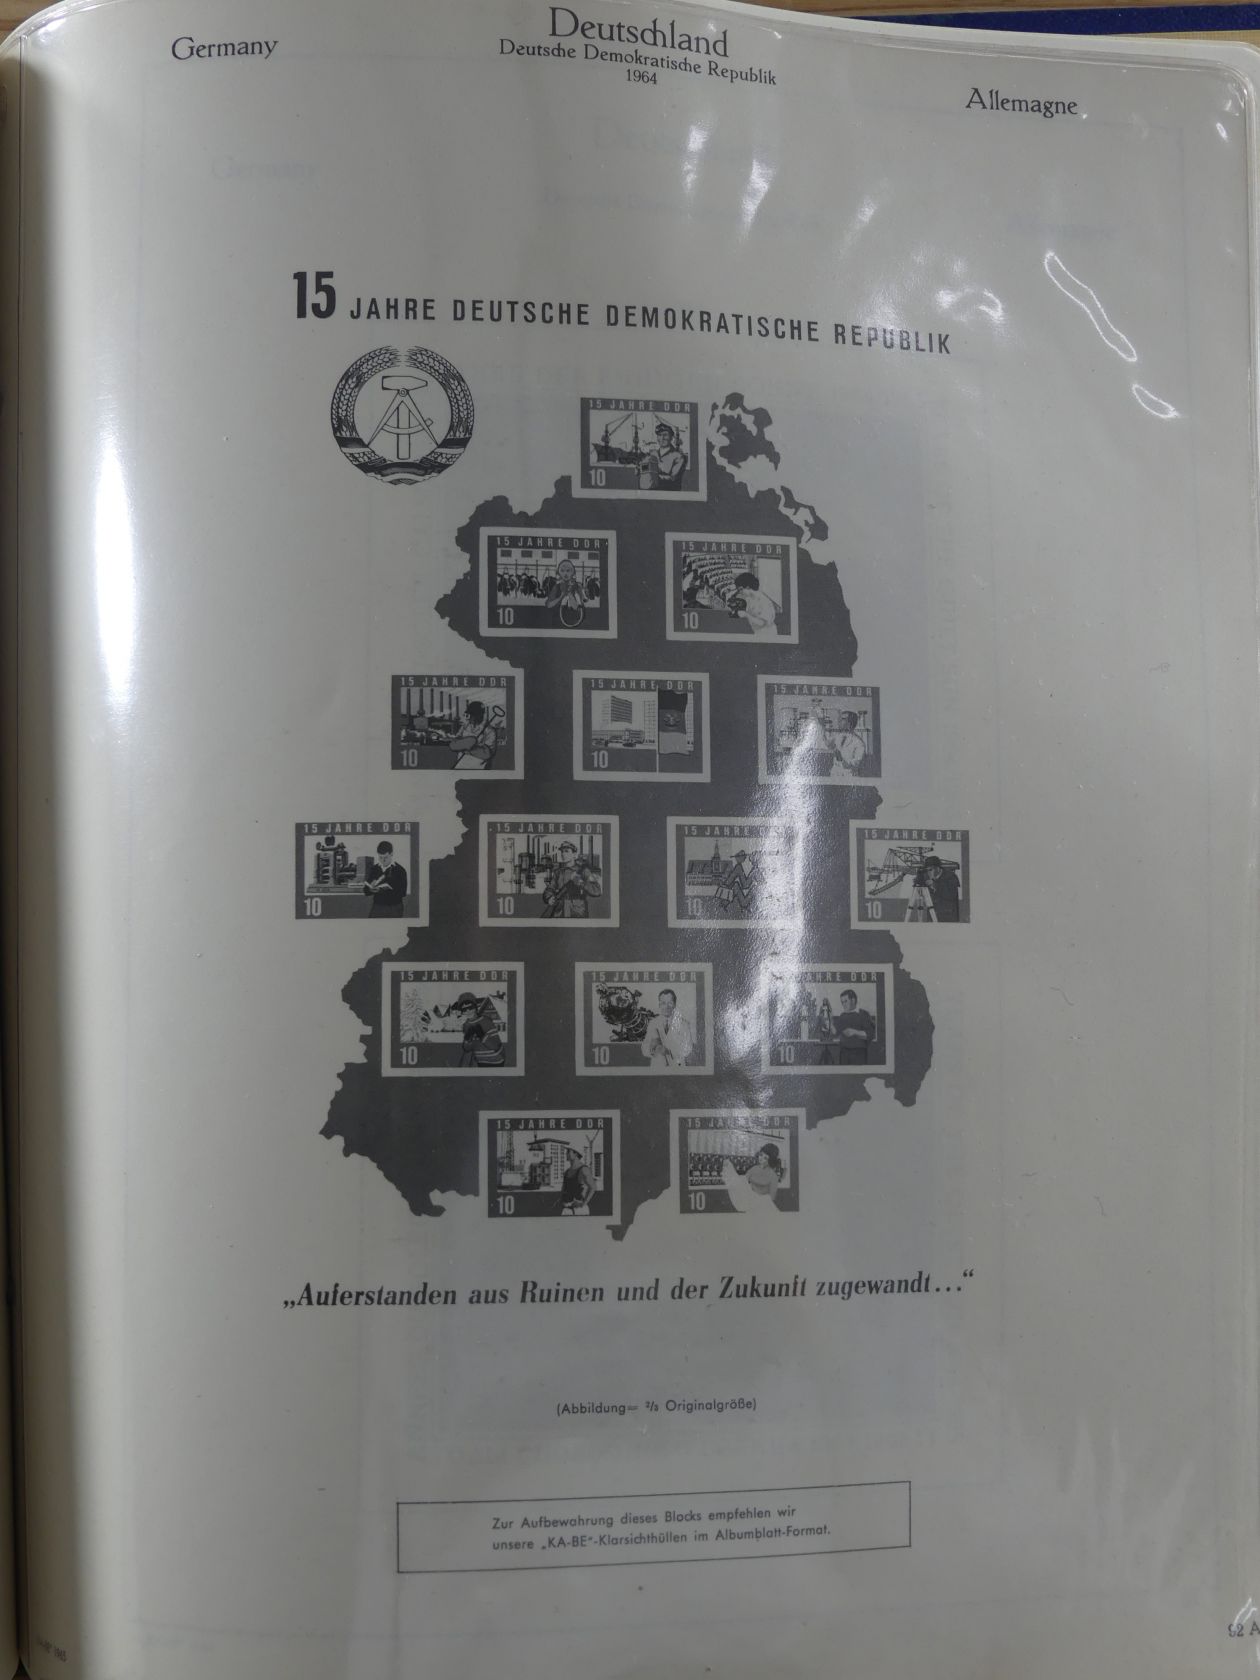 Germany
Deutschland
Deutsche Demokratische Republik
1964
Allemagne
15 JAHRE DEUTSCHE DEMOKRATISCHE REPUBLIK
15 JAHRE DDR
10
15 JAHRE DDR
10
15 JAHRE DDR
10
15 JAHRE DDR
10
15 JAHRE DDR
10
15 JAHRE DDR
10
15 JAHRE DDR
10
15 JAHRE DDR
10
15 JAHRE DDR
10
15 JAHRE DDR
10
15 JAHRE DDR
10
15 JAHRE DDR
10
JAHRE DDR
10
15 JAHRE DDR
10
15 JAHRE DDR
10
„Auferstanden aus Ruinen und der Zukunft zugewandt...“
(Abbildung= ²/₃ Originalgröße)
Zur Aufbewahrung dieses Blocks empfehlen wir
unsere „KA-BE“-Klarsichthüllen im Albumblatt-Format.
92 A